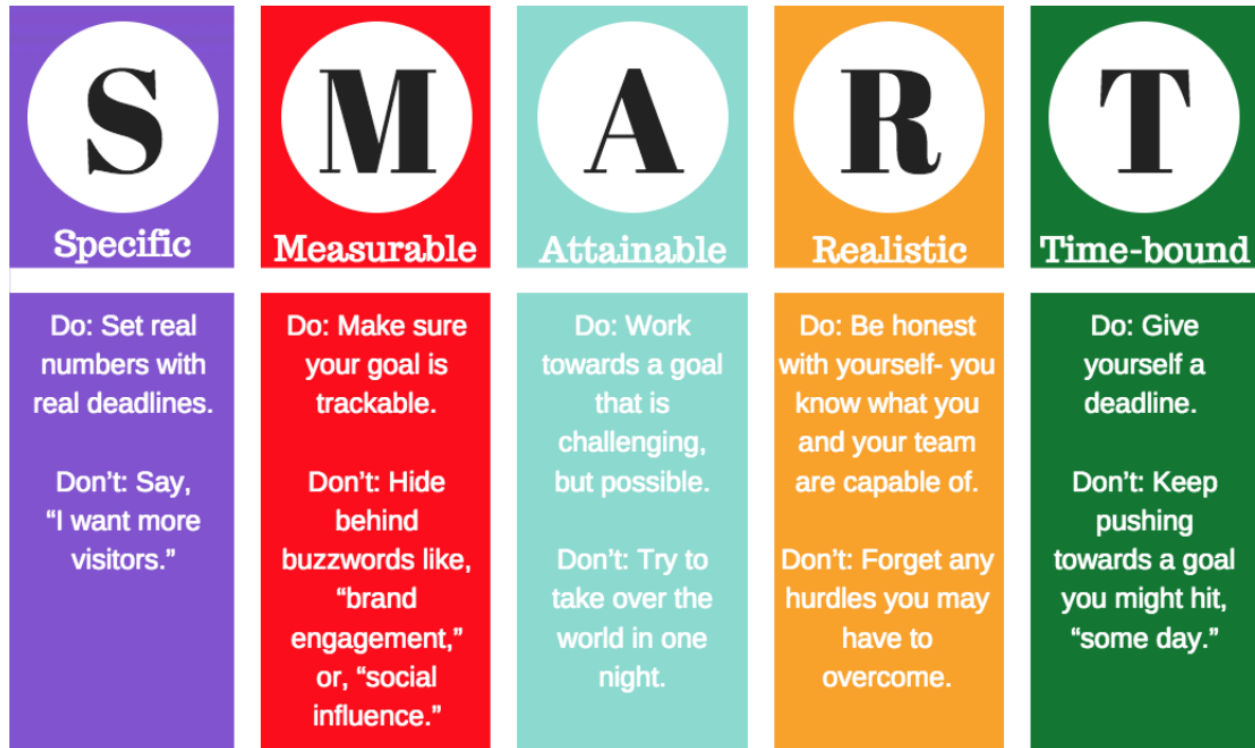 S
Specific
Do: Set real
numbers with
real deadlines.
Don’t: Say,
“I want more
visitors.”
M
Measurable
Do: Make sure
your goal is
trackable.
Don’t: Hide
behind
buzzwords like,
“brand
engagement,”
or, “social
influence.”
A
Attainable
Do: Work
towards a goal
that is
challenging,
but possible.
Don’t: Try to
take over the
world in one
night.
R
Realistic
Do: Be honest
with yourself- you
know what you
and your team
are capable of.
Don’t: Forget any
hurdles you may
have to
overcome.
T
Time-bound
Do: Give
yourself a
deadline.
Don’t: Keep
pushing
towards a goal
you might hit,
“some day.”